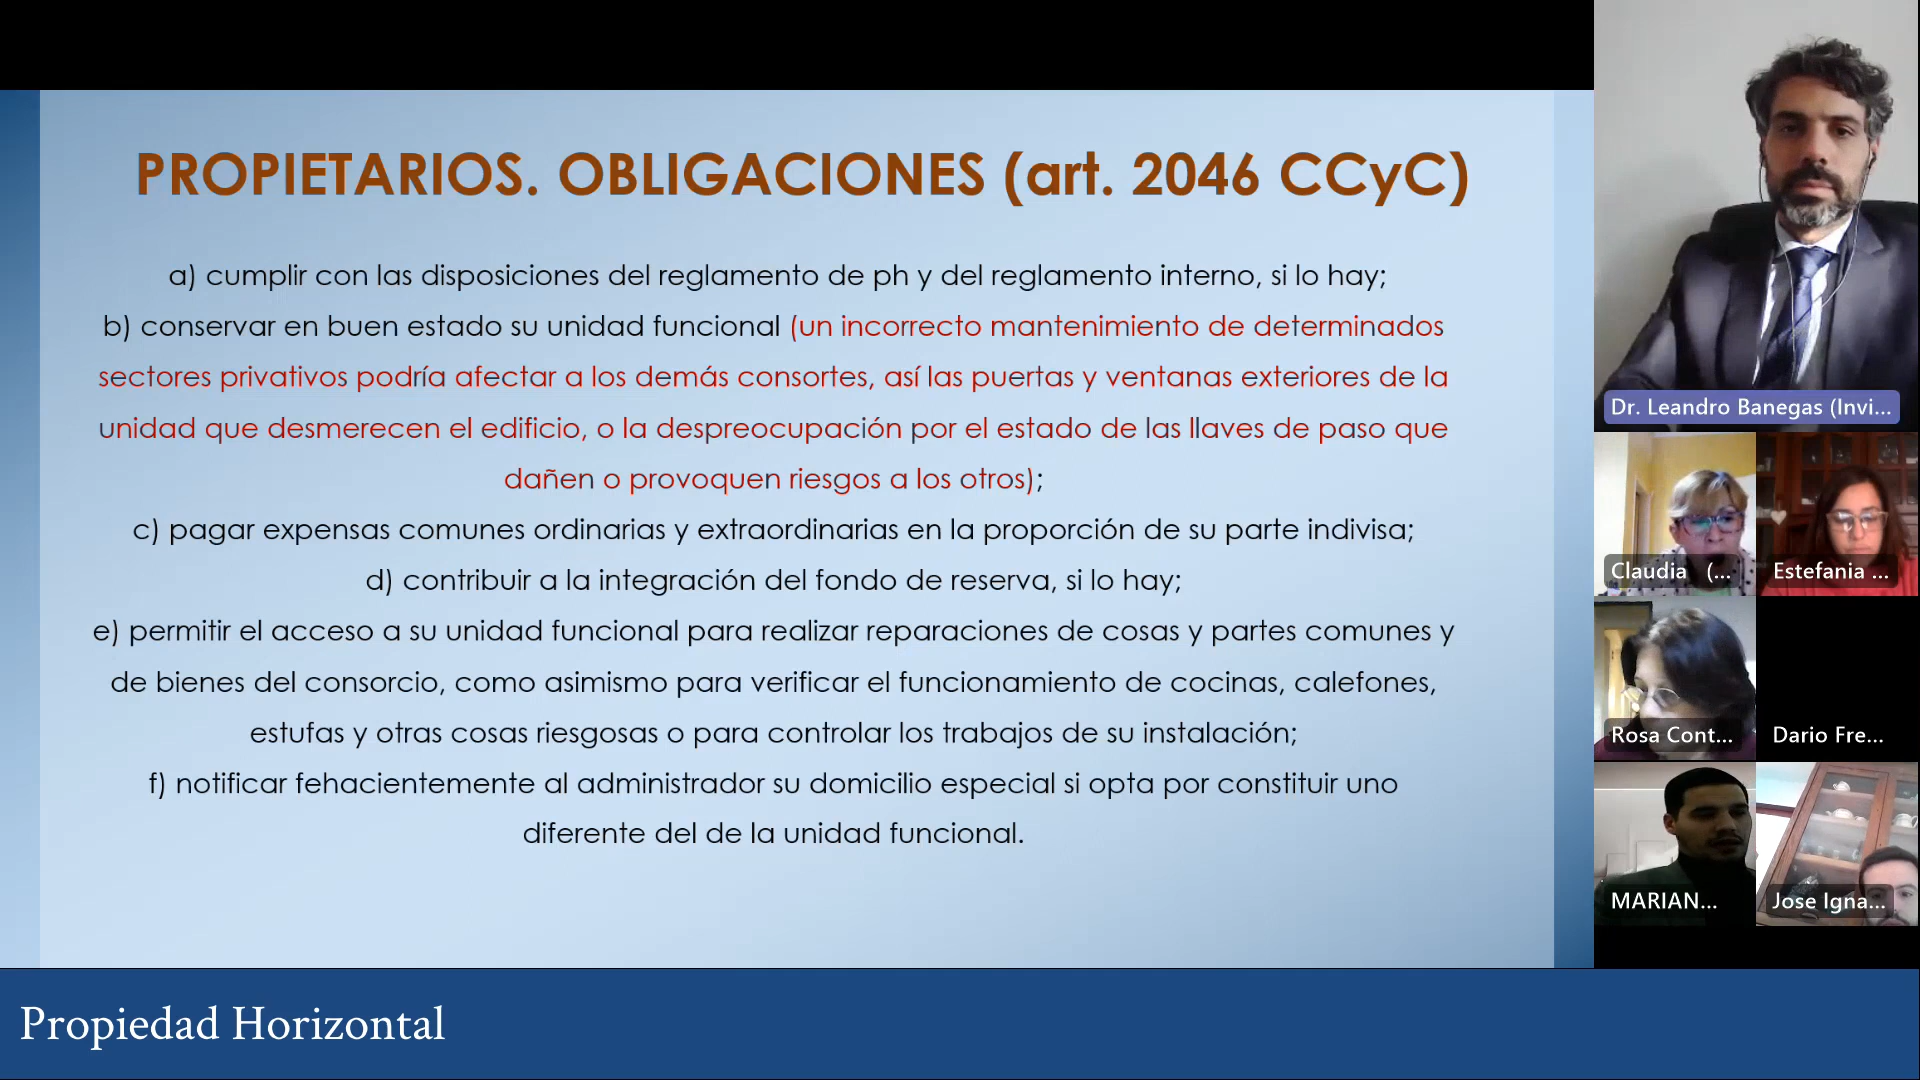 PROPIETARIOS. OBLIGACIONES (art. 2046 CCyC)
a) cumplir con las disposiciones del reglamento de ph y del reglamento interno, si lo hay;
b) conservar en buen estado su unidad funcional (un incorrecto mantenimiento de determinados
sectores privativos podría afectar a los demás consortes, así las puertas y ventanas exteriores de la
unidad que desmerecen el edificio, o la despreocupación por el estado de las llaves de paso que
dañen o provoquen riesgos a los otros);
c) pagar expensas comunes ordinarias y extraordinarias en la proporción de su parte indivisa;
d) contribuir a la integración del fondo de reserva, si lo hay;
e) permitir el acceso a su unidad funcional para realizar reparaciones de cosas y partes comunes y
de bienes del consorcio, como asimismo para verificar el funcionamiento de cocinas, calefones,
estufas y otras cosas riesgosas o para controlar los trabajos de su instalación;
f) notificar fehacientemente al administrador su domicilio especial si opta por constituir uno
diferente del de la unidad funcional.
Dr. Leandro Banegas (Invi...
Claudia (...
Estefania ...
Rosa Cont...
Dario Fre...
MARIAN...
Jose Igna...
Propiedad Horizontal